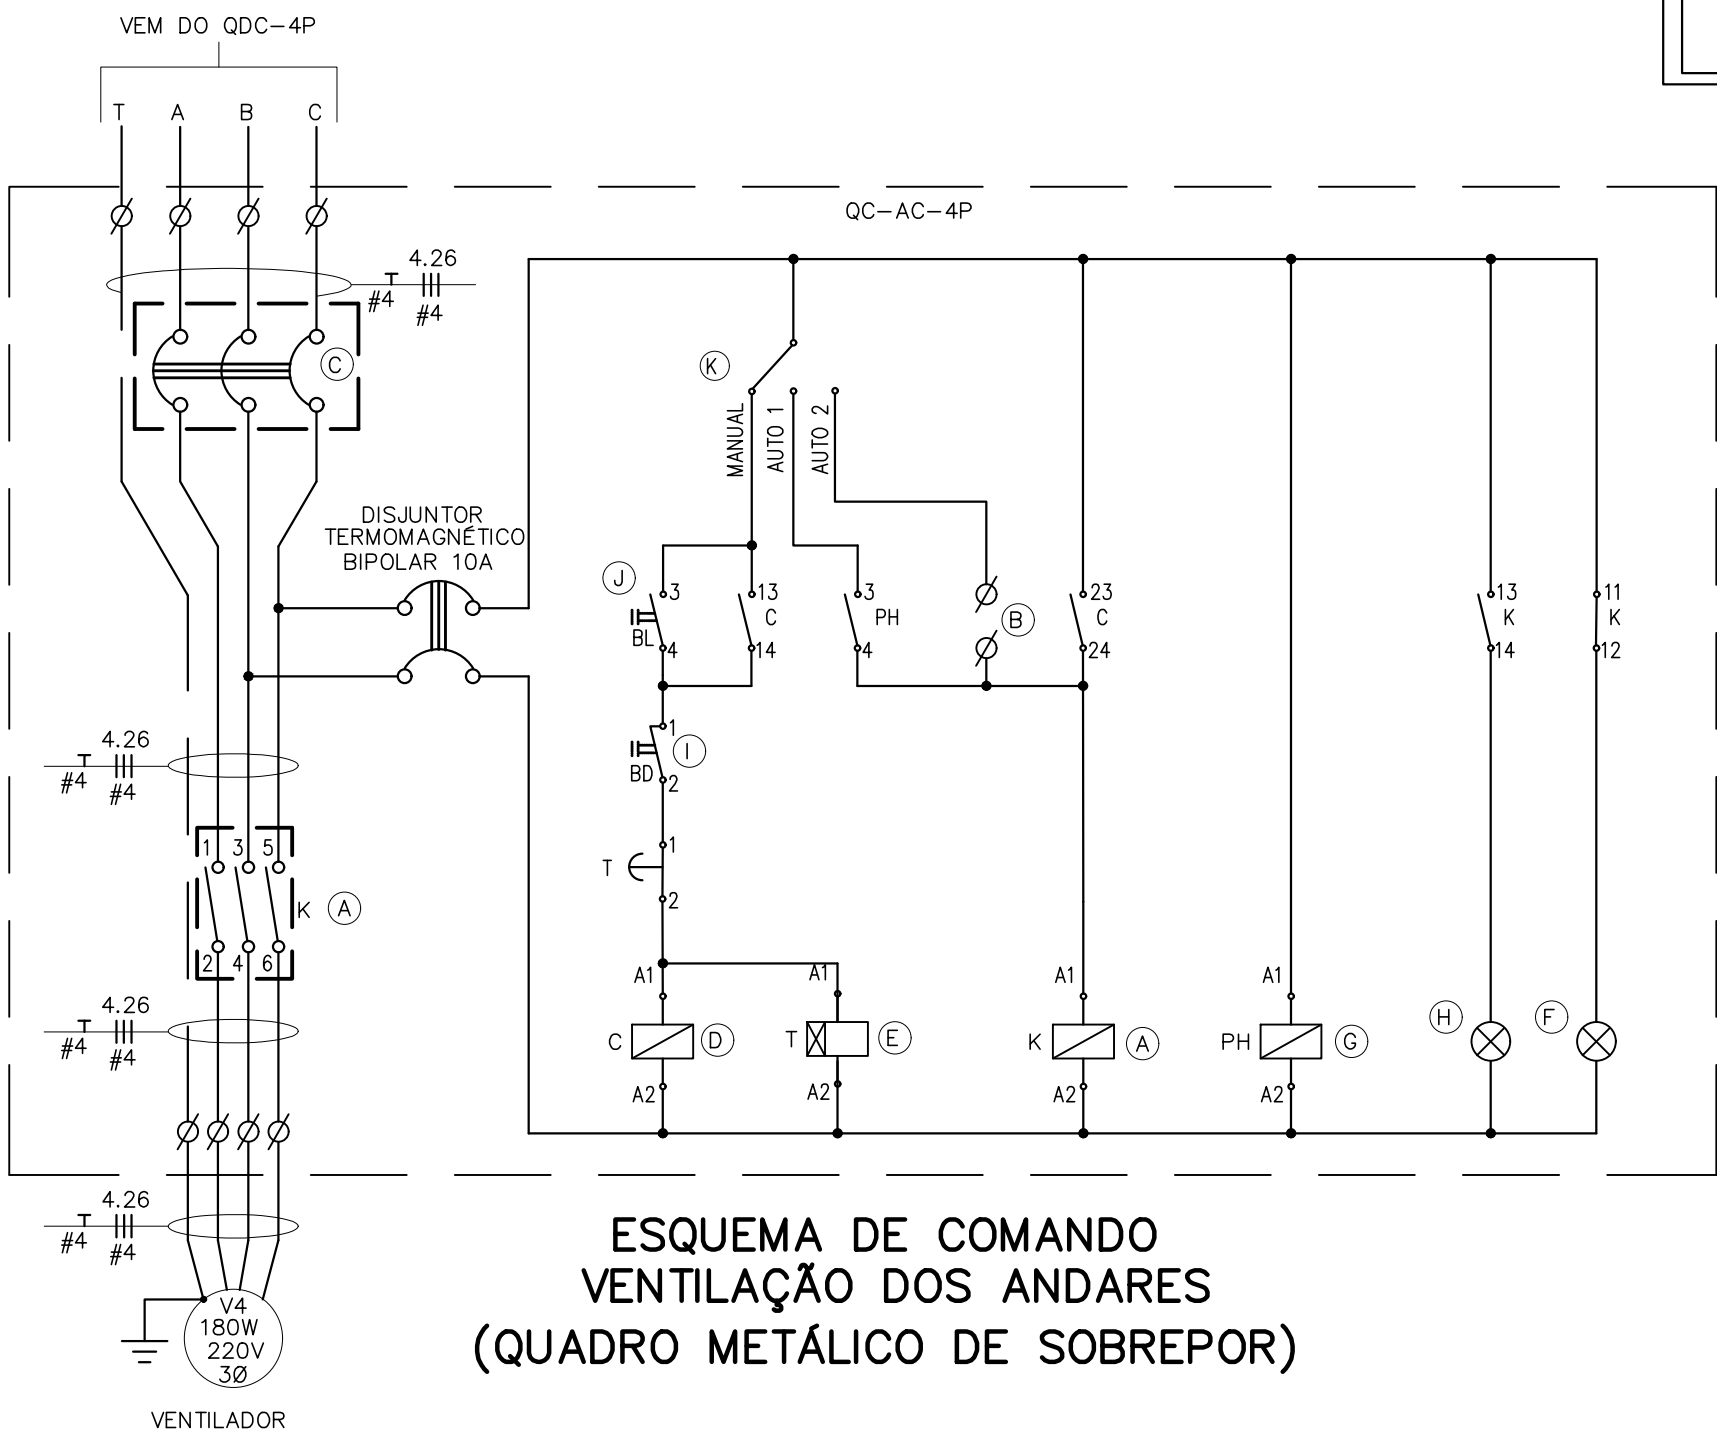 VEM DO QDC-4P
T A B C
QC-AC-4P
4.26
#4
#4
C
K
MANUAL
AUTO 1
AUTO 2
DISJUNTOR
TERMOMAGNÉTICO
BIPOLAR 10A
J
3
BL
4
13
C
14
3
PH
4
B
23
C
24
13
K
14
11
K
12
1
BD
2
I
4.26
#4
#4
T
1
2
1 3 5
K A
2 4 6
A1
C D
A2
A1
T E
A2
A1
K A
A2
A1
PH G
A2
H
F
4.26
#4
#4
4.26
#4
#4
ESQUEMA DE COMANDO
VENTILAÇÃO DOS ANDARES
(QUADRO METÁLICO DE SOBREPOR)
V4
180W
220V
3Ø
VENTILADOR